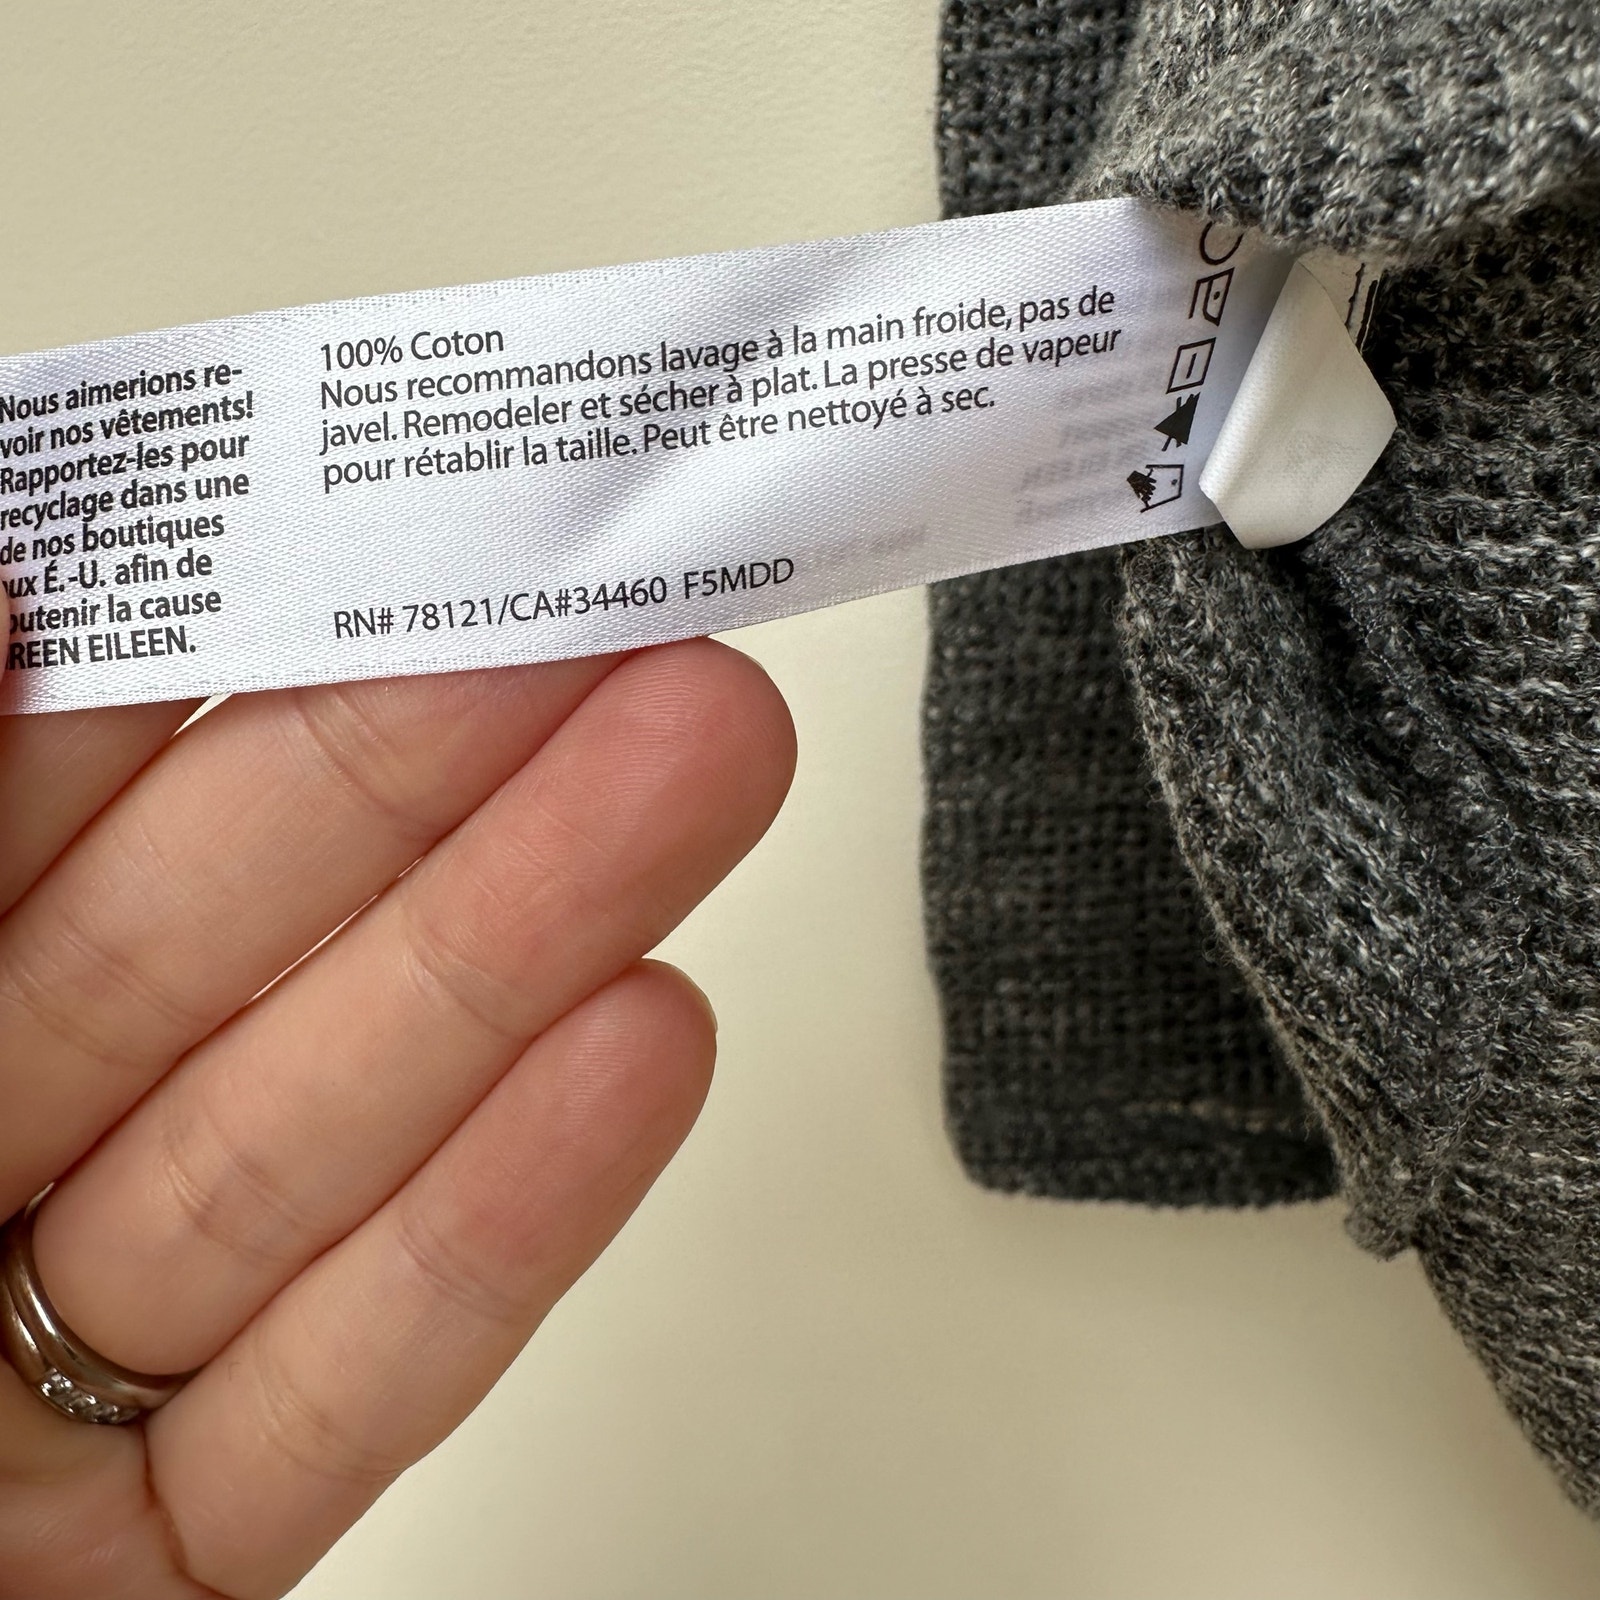 Nous aimerions re-
voir nos vêtements!
Rapportez-les pour
recyclage dans une
de nos boutiques
aux É.-U. afin de
outenir la cause
REEN EILEEN.
100% Coton
Nous recommandons lavage à la main froide, pas de
javel. Remodeler et sécher à plat. La presse de vapeur
pour rétablir la taille. Peut être nettoyé à sec.
RN# 78121/CA#34460 F5MDD